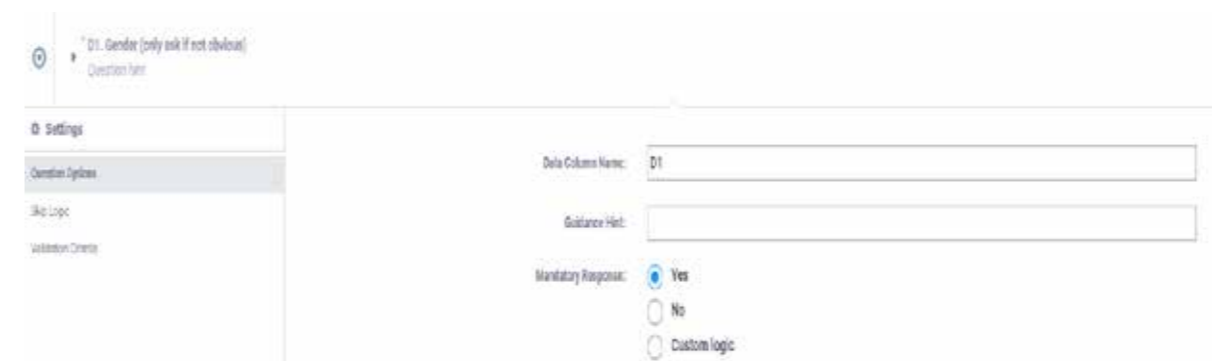 * D1. Gender (only ask if not obvious)
Question hint
Settings
Question Options
Skip Logic
Validation Criteria
Data Column Name: D1
Guidance Hint:
Mandatory Response: Yes
No
Custom logic